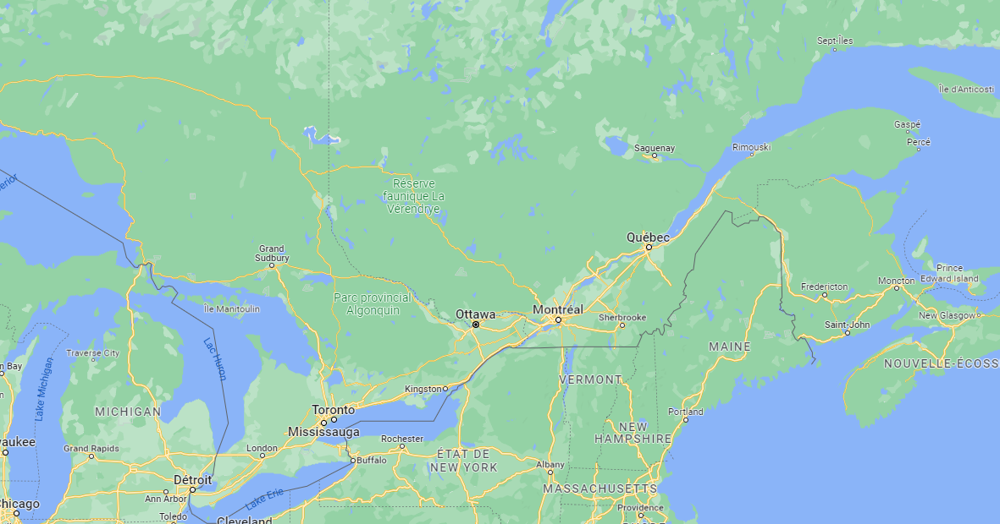 Sept-Îles
Île d'Anticosti
Gaspé
Percé
Rimouski
Saguenay
Réserve
faunique La
Vérendrye
Québec
Grand
Sudbury
Prince
Edward Island
Moncton
Fredericton
Parc provincial
Algonquin
Île Manitoulin
Ottawa
Montréal
Sherbrooke
New Glasgow
Saint-John
MAINE
Traverse City
Lac Huron
Lake Michigan
n Bay
NOUVELLE-ÉCOSS
VERMONT
Kingston
MICHIGAN
Toronto
Mississauga
Portland
NEW
HAMPSHIRE
vaukee
Grand Rapids
London
Rochester
Buffalo
ÉTAT DE
NEW YORK
Albany
Détroit
Ann Arbor
MASSACHUSETTS
Lake Erie
Chicago
Toledo
Cleveland
Providence
erior
n